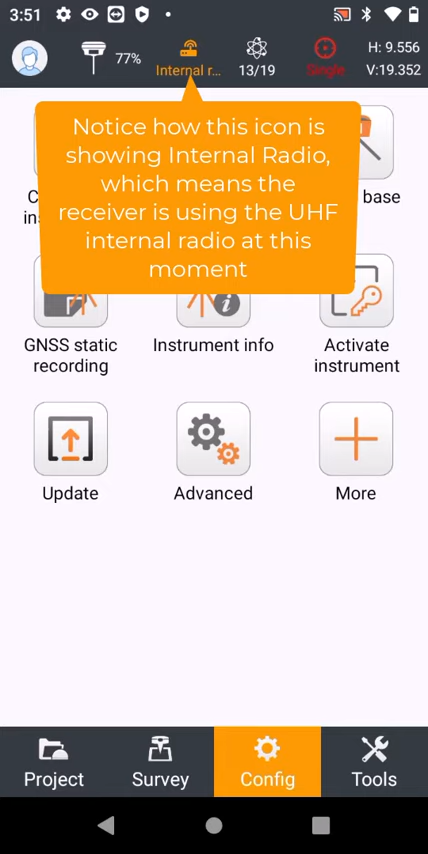 3:51
77%
Internal r...
13/19
Single
H: 9.556
V:19.352
Notice how this icon is
showing Internal Radio,
which means the
receiver is using the UHF
internal radio at this
moment
base
GNSS static
recording
Instrument info
Activate
instrument
Update
Advanced
More
Project
Survey
Config
Tools